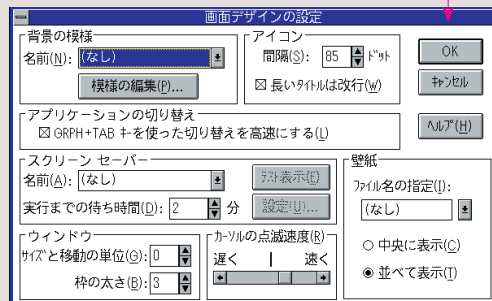 画面デザインの設定
背景の模様
名前(N): (なし)
模様の編集(P)...
アイコン
間隔(S): 85 ﾄﾞｯﾄ
☒ 長いﾀｲﾄﾙは改行(W)
OK
ｷｬﾝｾﾙ
ﾍﾙﾌﾟ(H)
アプリケーションの切り替え
☒ GRPH+TAB ｷｰを使った切り替えを高速にする(L)
スクリーン セーバー
名前(A): (なし)
ﾃｽﾄ表示(E)
実行までの待ち時間(D): 2 分
設定(U)...
壁紙
ﾌｧｲﾙ名の指定(I):
(なし)
○ 中央に表示(C)
◉ 並べて表示(T)
ウィンドウ
ｻｲｽﾞと移動の単位(G): 0
枠の太さ(B): 3
ｶｰｿﾙの点滅速度(R)
遅く 速く